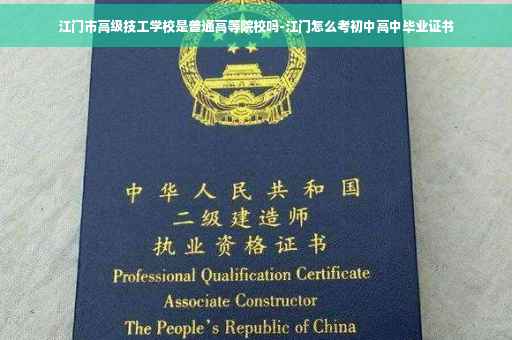 江门市高级技工学校是普通高等院校吗-江门怎么考初中高中毕业证书
中华人民共和国
二级建造师
执业资格证书
Professional Qualification Certificate
Associate Constructor
The People's Republic of China